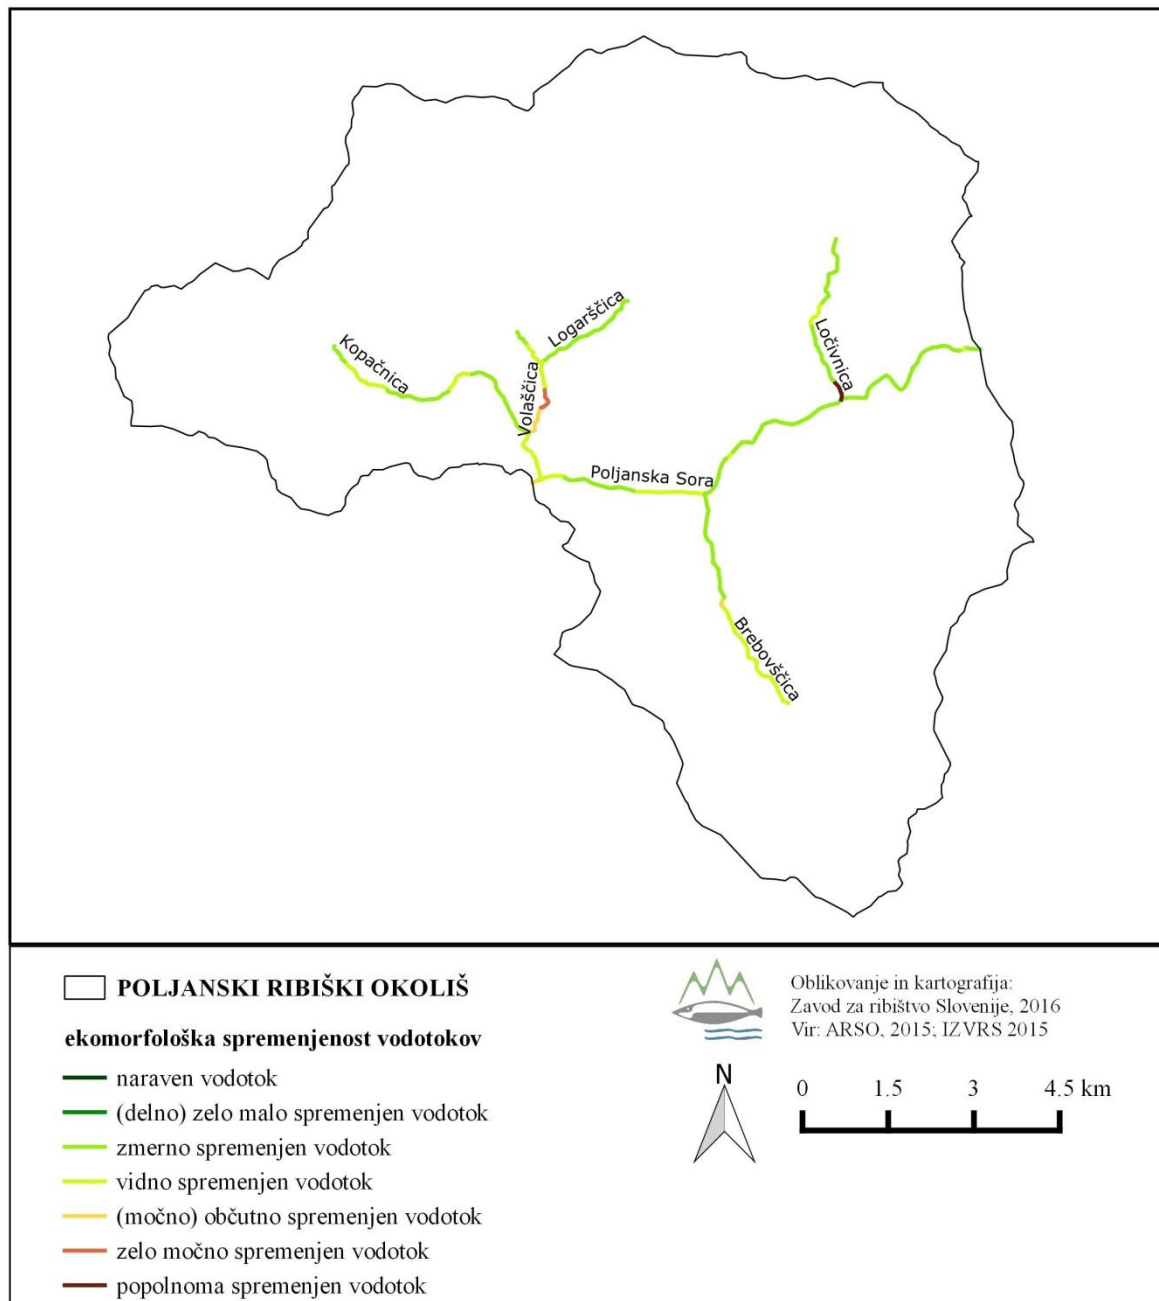 Logarščica
Kopačnica
Volaščica
Ločivnica
Poljanska Sora
Brebovščica
POLJANSKI RIBIŠKI OKOLIŠ
ekomorfološka spremenjenost vodotokov
naraven vodotok
(delno) zelo malo spremenjen vodotok
zmerno spremenjen vodotok
vidno spremenjen vodotok
(močno) občutno spremenjen vodotok
zelo močno spremenjen vodotok
popolnoma spremenjen vodotok
Oblikovanje in kartografija:
Zavod za ribištvo Slovenije, 2016
Vir: ARSO, 2015; IZVRS 2015
N
0 1.5 3 4.5 km